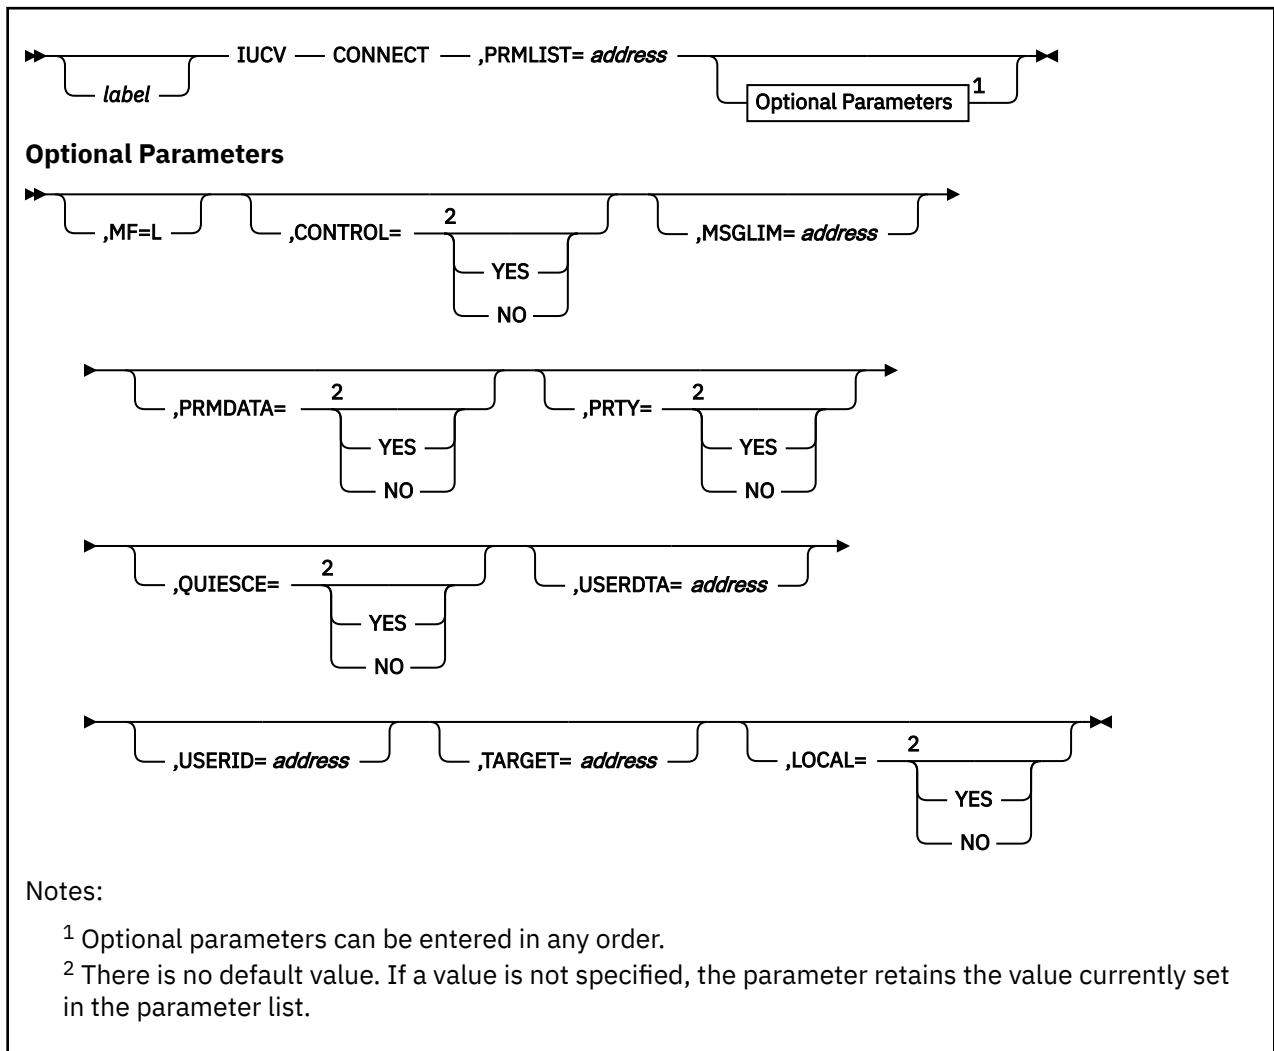 IUCV CONNECT ,PRMLIST= address
label
Optional Parameters 1
Optional Parameters
,MF=L ,CONTROL= 2 ,MSGLIM= address
YES
NO
,PRMDATA= 2 ,PRTY= 2
YES YES
NO NO
,QUIESCE= 2 ,USERDTA= address
YES
NO
,USERID= address ,TARGET= address ,LOCAL= 2
YES
NO
Notes:
1 Optional parameters can be entered in any order.
2 There is no default value. If a value is not specified, the parameter retains the value currently set
in the parameter list.